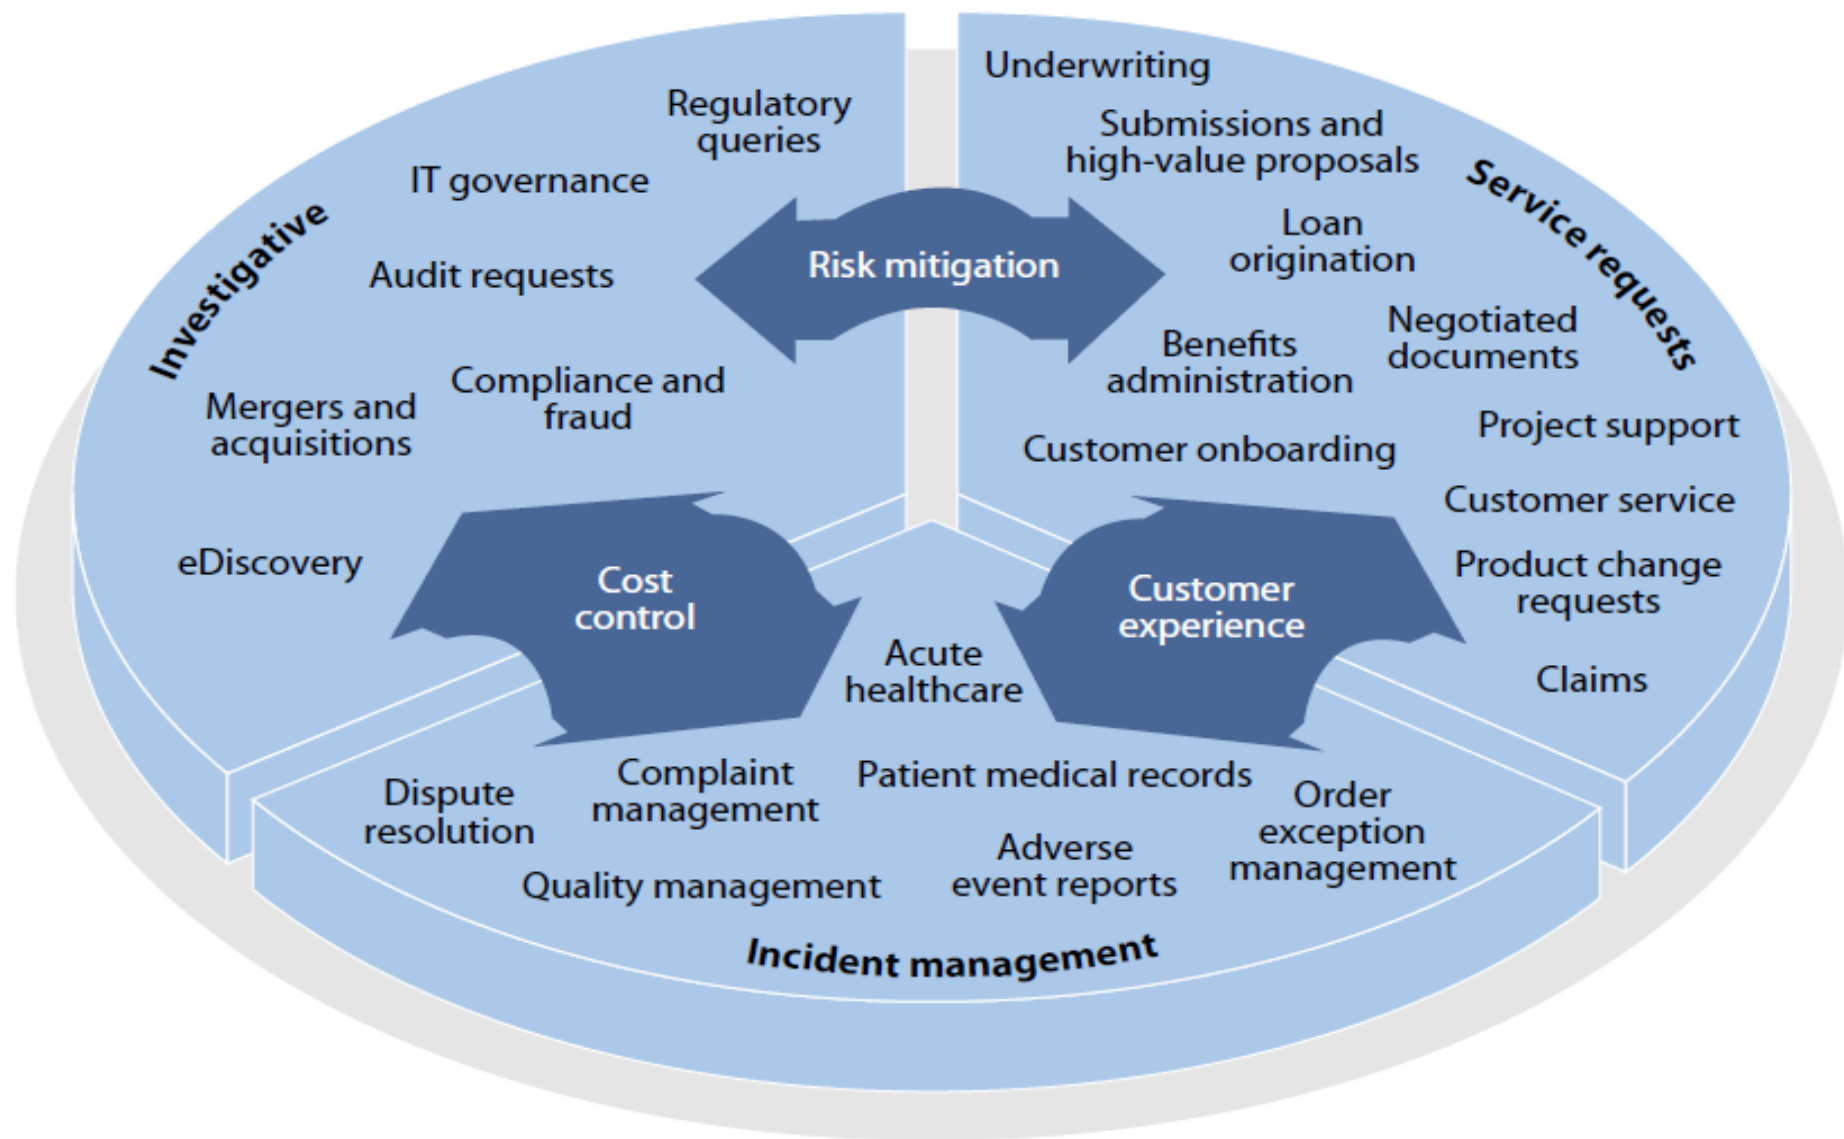 Investigative
Regulatory
queries
IT governance
Audit requests
Compliance and
fraud
Mergers and
acquisitions
eDiscovery
Risk mitigation
Underwriting
Submissions and
high-value proposals
Service requests
Loan
origination
Negotiated
documents
Benefits
administration
Project support
Customer onboarding
Customer service
Product change
requests
Claims
Cost
control
Customer
experience
Acute
healthcare
Dispute
resolution
Complaint
management
Patient medical records
Order
exception
management
Quality management
Adverse
event reports
Incident management